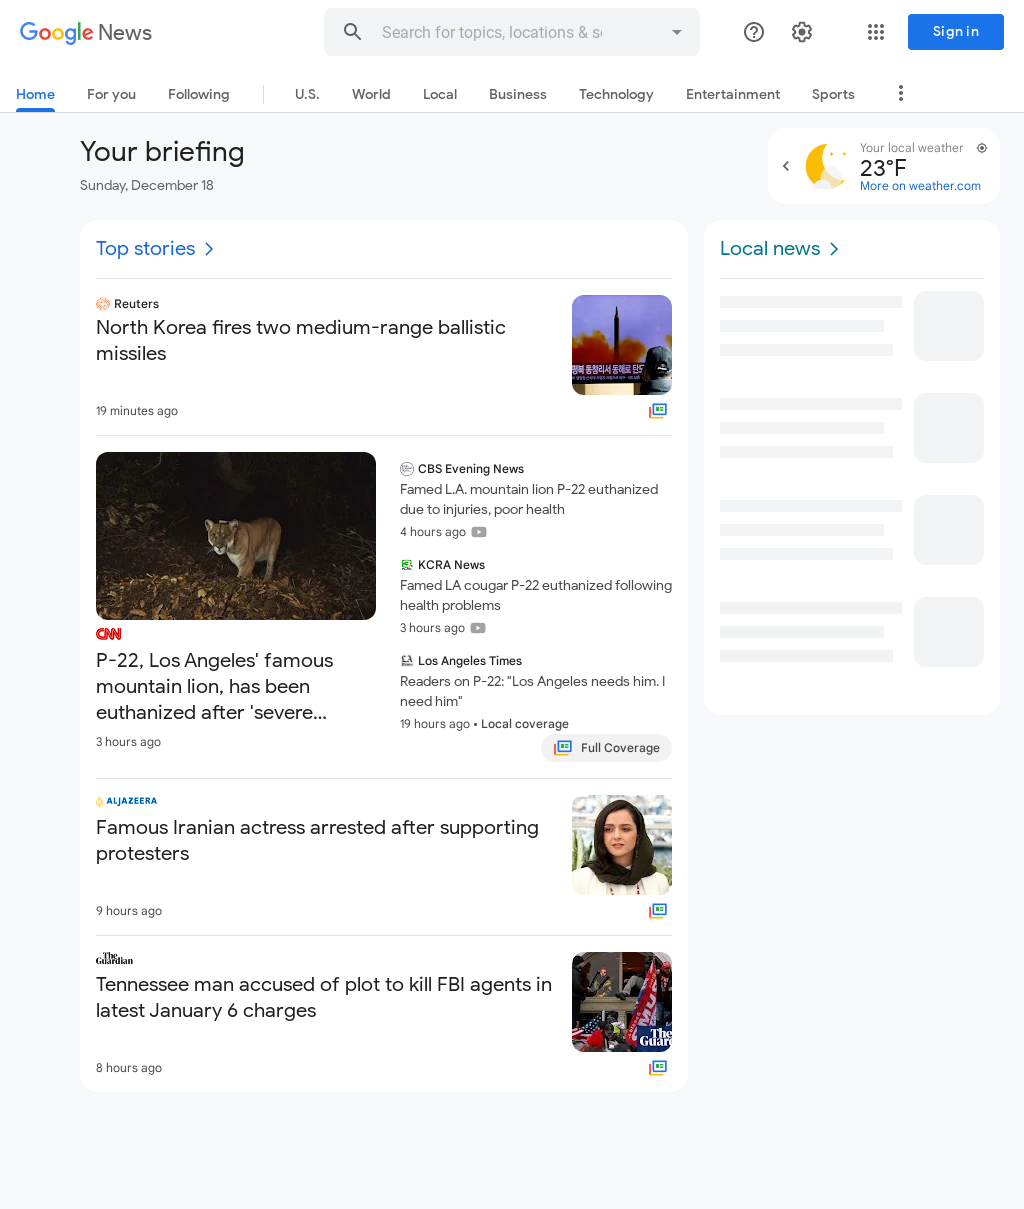 Google News
Search for topics, locations & s
Sign in
Home
For you
Following
U.S.
World
Local
Business
Technology
Entertainment
Sports
Your briefing
Sunday, December 18
Your local weather
23°F
More on weather.com
Top stories
Reuters
North Korea fires two medium-range ballistic
missiles
19 minutes ago
CNN
P-22, Los Angeles' famous
mountain lion, has been
euthanized after 'severe...
3 hours ago
CBS Evening News
Famed L.A. mountain lion P-22 euthanized
due to injuries, poor health
4 hours ago
KCRA News
Famed LA cougar P-22 euthanized following
health problems
3 hours ago
Los Angeles Times
Readers on P-22: "Los Angeles needs him. I
need him"
19 hours ago • Local coverage
Full Coverage
ALJAZEERA
Famous Iranian actress arrested after supporting
protesters
9 hours ago
The
Guardian
Tennessee man accused of plot to kill FBI agents in
latest January 6 charges
The
Guard
8 hours ago
Local news